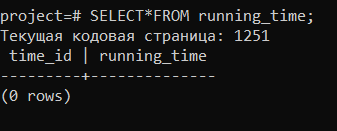 project=# SELECT*FROM running_time;
Текущая кодовая страница: 1251
 time_id | running_time
---------+--------------
(0 rows)